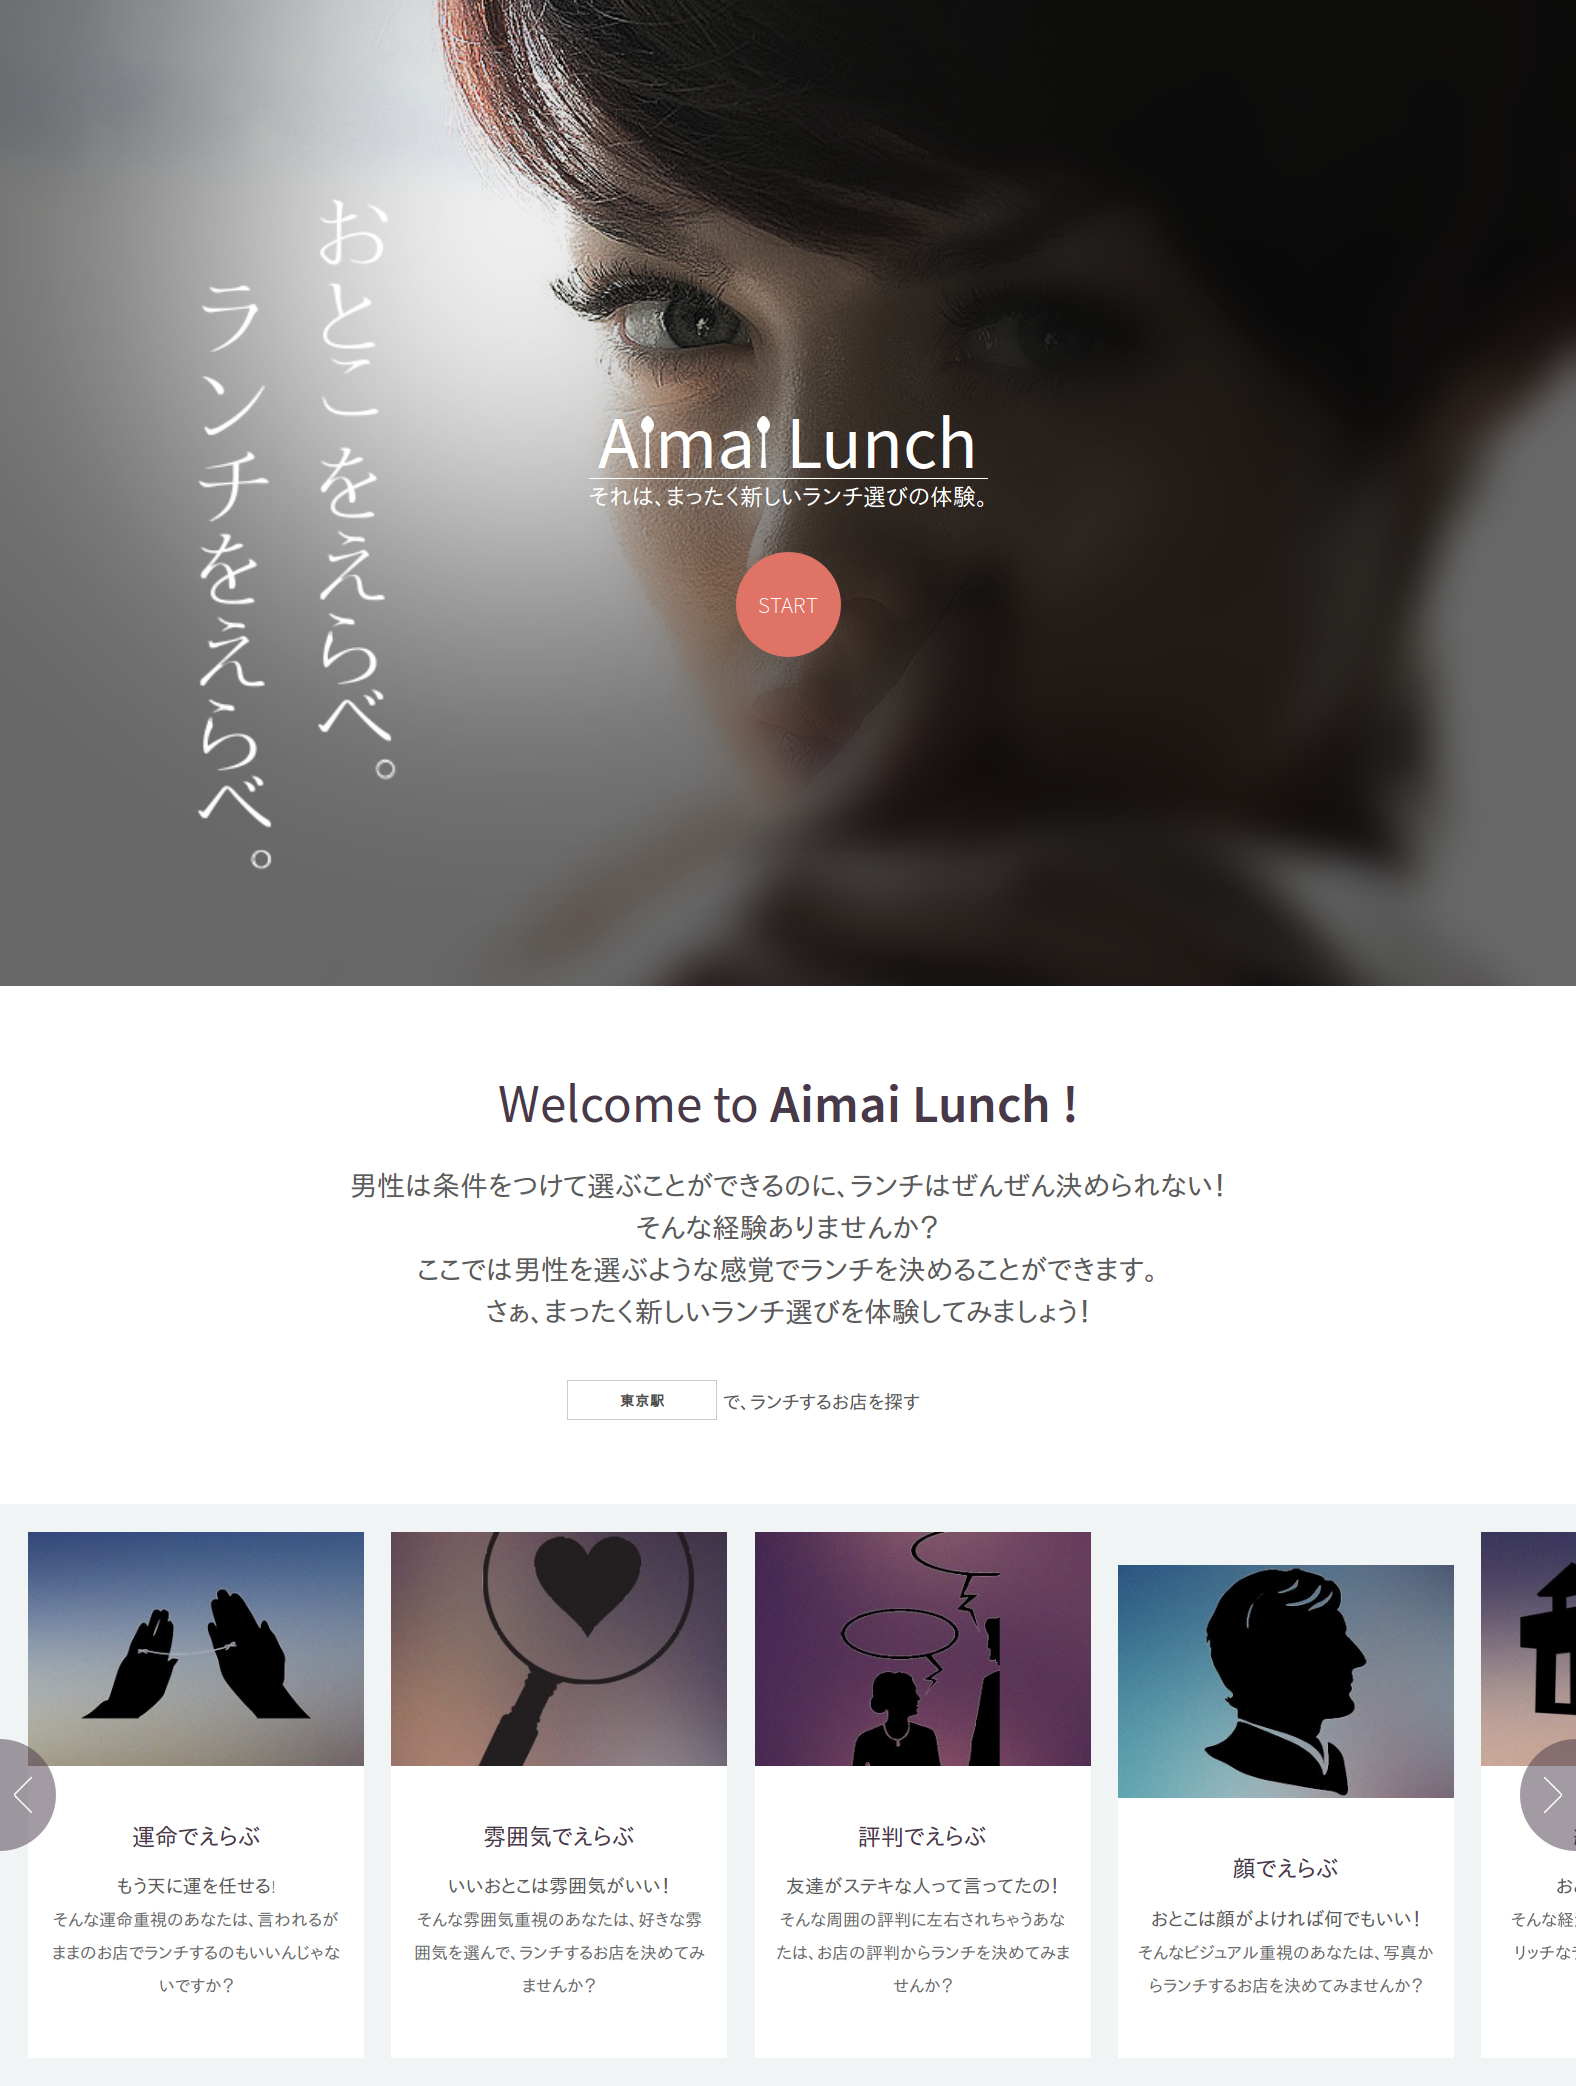 おとこをえらべ。
ランチをえらべ。
Aimai Lunch
それは、まったく新しいランチ選びの体験。
START
Welcome to Aimai Lunch !
男性は条件をつけて選ぶことができるのに、ランチはぜんぜん決められない！
そんな経験ありませんか？
ここでは男性を選ぶような感覚でランチを決めることができます。
さぁ、まったく新しいランチ選びを体験してみましょう！
東京駅 で、ランチするお店を探す
運命でえらぶ
もう天に運を任せる!
そんな運命重視のあなたは、言われるが
ままのお店でランチするのもいいんじゃな
いですか？
雰囲気でえらぶ
いいおとこは雰囲気がいい！
そんな雰囲気重視のあなたは、好きな雰
囲気を選んで、ランチするお店を決めてみ
ませんか？
評判でえらぶ
友達がステキな人って言ってたの！
そんな周囲の評判に左右されちゃうあな
たは、お店の評判からランチを決めてみま
せんか？
顔でえらぶ
おとこは顔がよければ何でもいい！
そんなビジュアル重視のあなたは、写真か
らランチするお店を決めてみませんか？
お
そんな経
リッチな